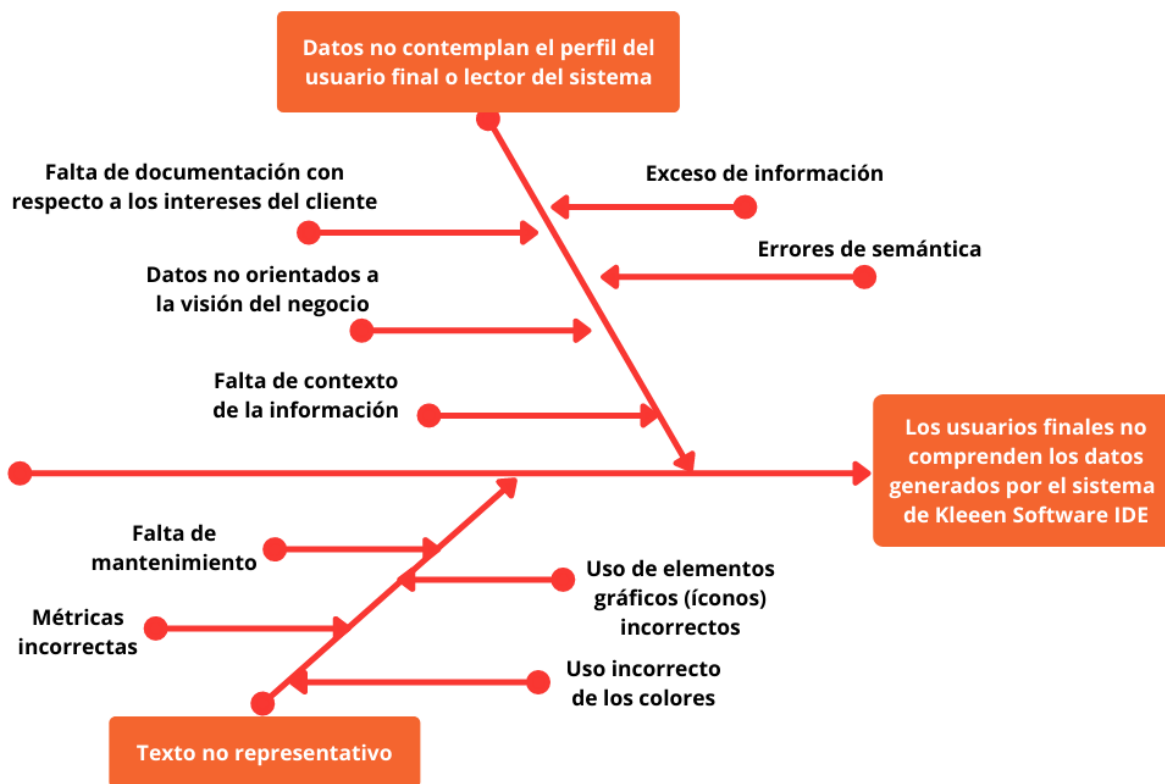 Datos no contemplan el perfil del
usuario final o lector del sistema
Falta de documentación con
respecto a los intereses del cliente
Exceso de información
Errores de semántica
Datos no orientados a
la visión del negocio
Falta de contexto
de la información
Los usuarios finales no
comprenden los datos
generados por el sistema
de Kleeen Software IDE
Falta de
mantenimiento
Uso de elementos
gráficos (íconos)
incorrectos
Métricas
incorrectas
Uso incorrecto
de los colores
Texto no representativo